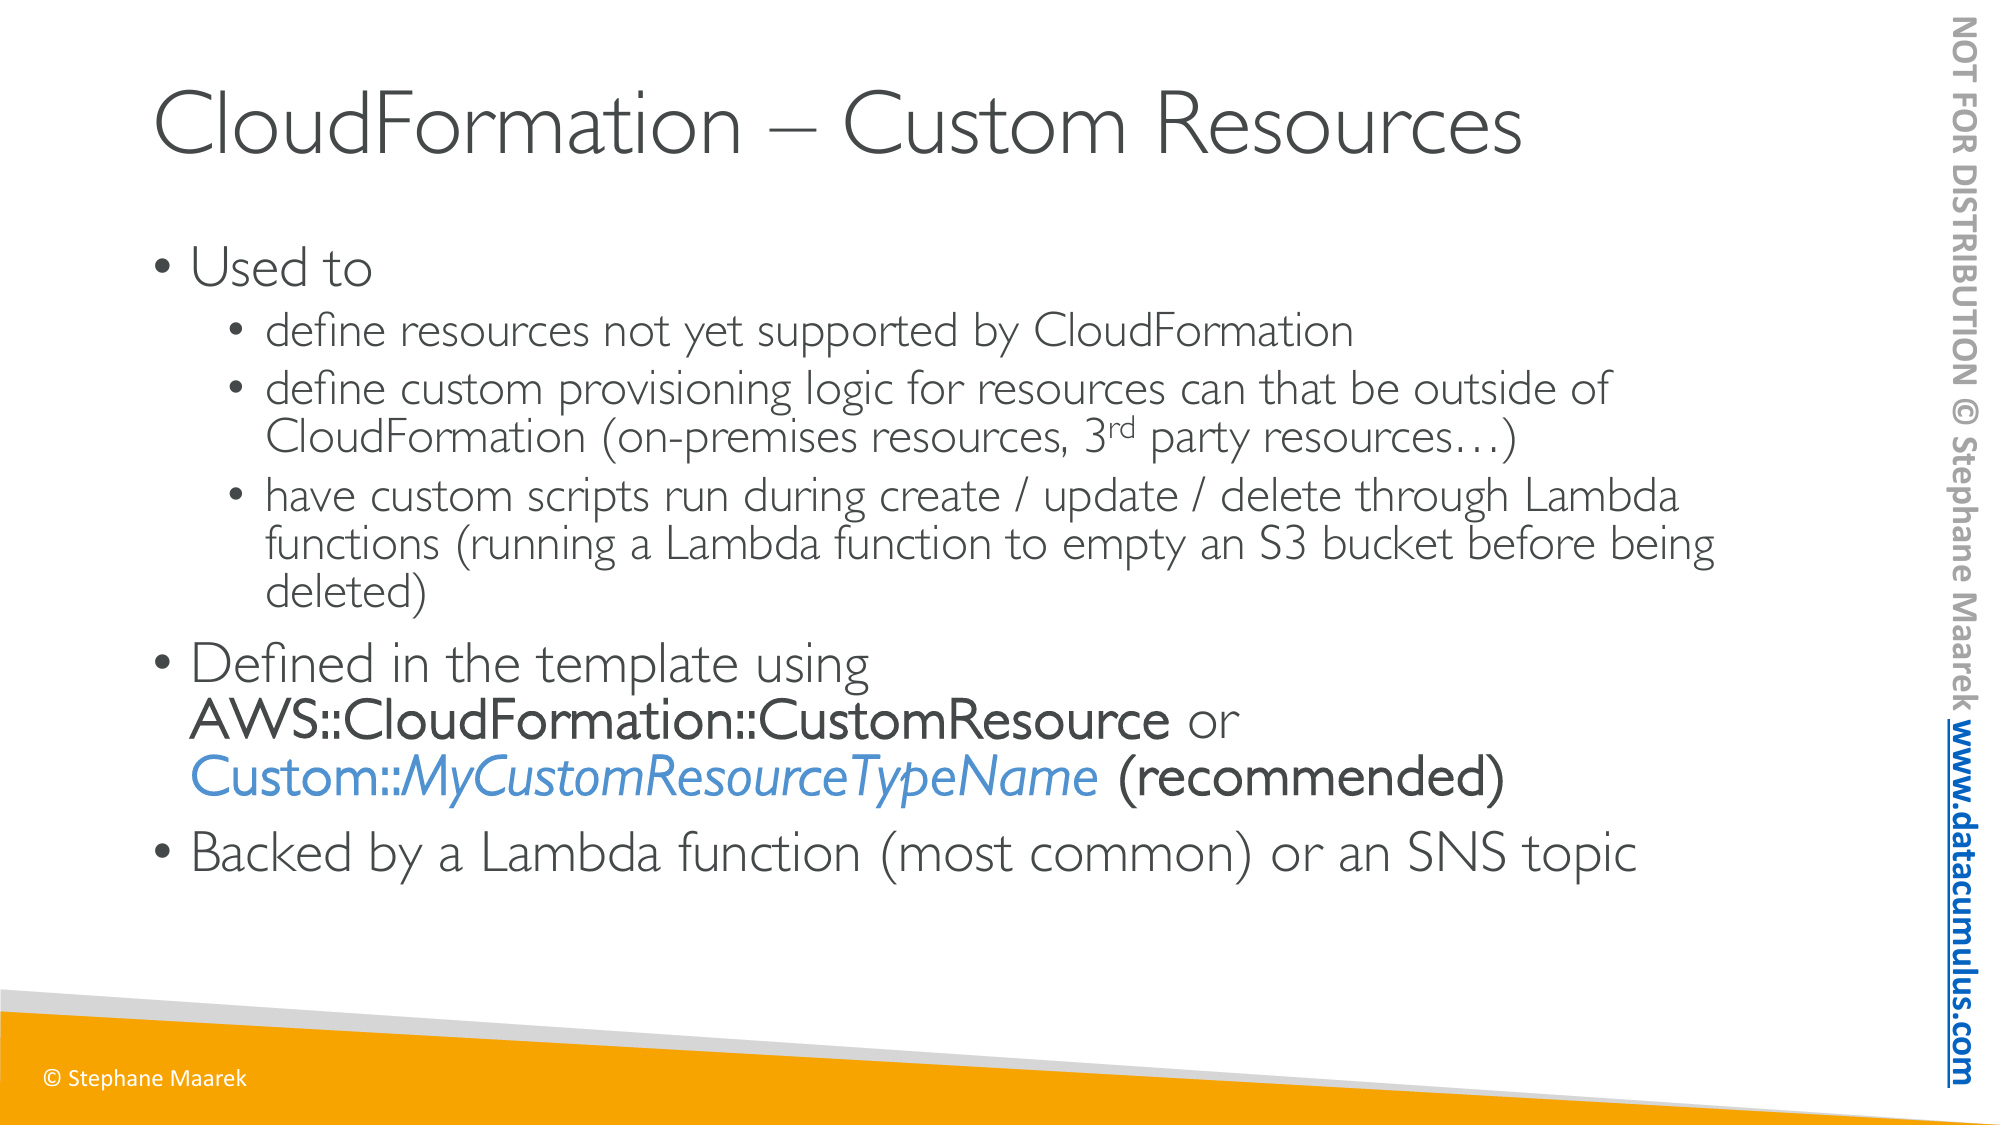 CloudFormation – Custom Resources
• Used to
• define resources not yet supported by CloudFormation
• define custom provisioning logic for resources can that be outside of
CloudFormation (on-premises resources, 3rd party resources…)
• have custom scripts run during create / update / delete through Lambda
functions (running a Lambda function to empty an S3 bucket before being
deleted)
• Defined in the template using
AWS::CloudFormation::CustomResource or
Custom::MyCustomResourceTypeName (recommended)
• Backed by a Lambda function (most common) or an SNS topic
© Stephane Maarek
NOT FOR DISTRIBUTION © Stephane Maarek www.datacumulus.com